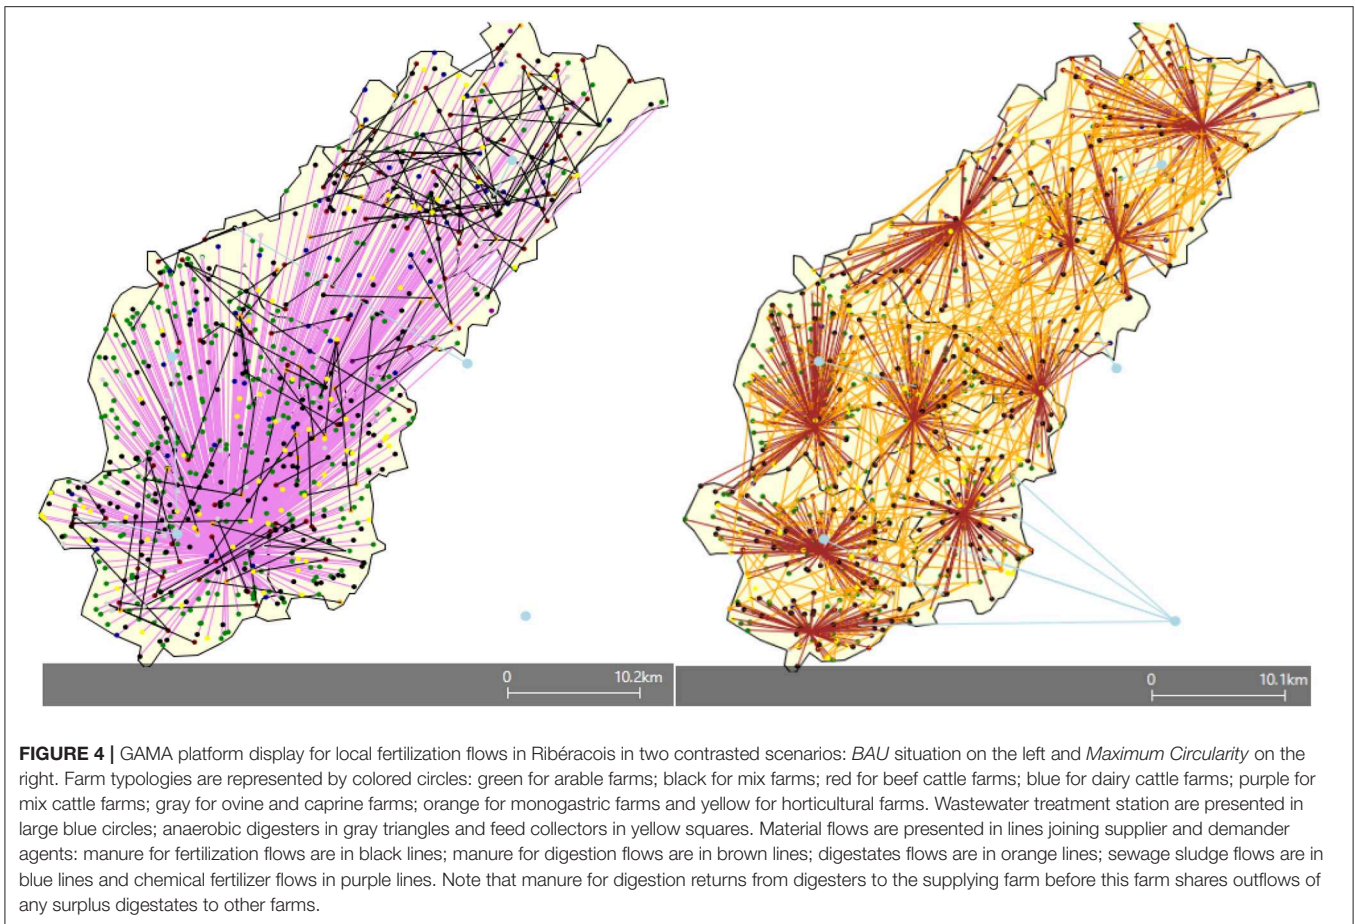 0 10.2km
0 10.1km
FIGURE 4 | GAMA platform display for local fertilization flows in Ribéracois in two contrasted scenarios: BAU situation on the left and Maximum Circularity on the
right. Farm typologies are represented by colored circles: green for arable farms; black for mix farms; red for beef cattle farms; blue for dairy cattle farms; purple for
mix cattle farms; gray for ovine and caprine farms; orange for monogastric farms and yellow for horticultural farms. Wastewater treatment station are presented in
large blue circles; anaerobic digesters in gray triangles and feed collectors in yellow squares. Material flows are presented in lines joining supplier and demander
agents: manure for fertilization flows are in black lines; manure for digestion flows are in brown lines; digestates flows are in orange lines; sewage sludge flows are in
blue lines and chemical fertilizer flows in purple lines. Note that manure for digestion returns from digesters to the supplying farm before this farm shares outflows of
any surplus digestates to other farms.